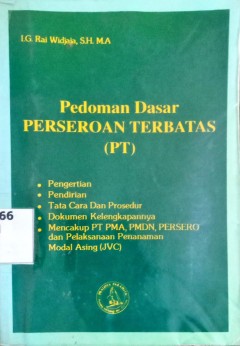 I.G. Rai Widjaja, S.H. M.A
Pedoman Dasar
PERSEROAN TERBATAS
(PT)
• Pengertian
• Pendirian
• Tata Cara Dan Prosedur
• Dokumen Kelengkapannya
• Mencakup PT PMA, PMDN, PERSERO
dan Pelaksanaan Penanaman
Modal Asing (JVC)
66